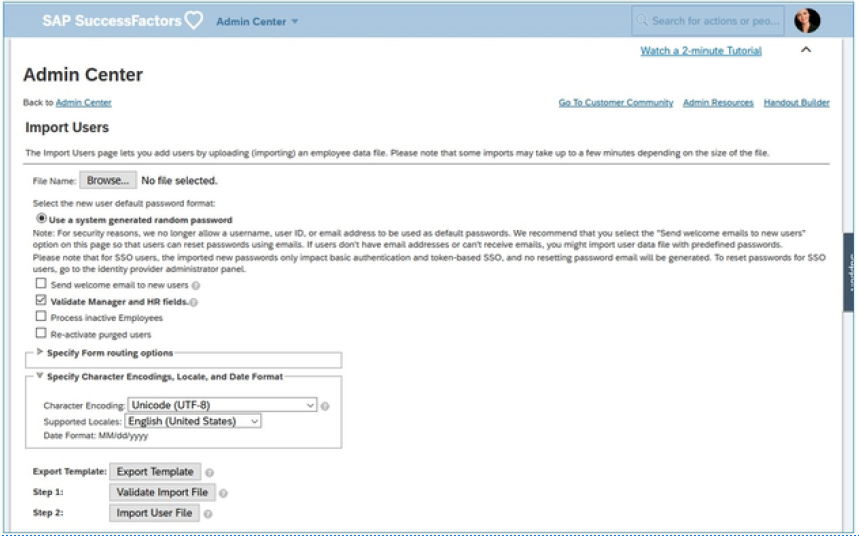 SAP SuccessFactors Admin Center
Search for actions or peo...
Watch a 2-minute Tutorial
Admin Center
Back to Admin Center
Go To Customer Community Admin Resources Handout Builder
Import Users
The Import Users page lets you add users by uploading (importing) an employee data file. Please note that some imports may take up to a few minutes depending on the size of the file.
File Name: Browse... No file selected.
Select the new user default password format:
Use a system generated random password
Note: For security reasons, we no longer allow a username, user ID, or email address to be used as default passwords. We recommend that you select the "Send welcome emails to new users"
option on this page so that users can reset passwords using emails. If users don't have email addresses or can't receive emails, you might import user data file with predefined passwords.
Please note that for SSO users, the imported new passwords only impact basic authentication and token-based SSO, and no resetting password email will be generated. To reset passwords for SSO
users, go to the identity provider administrator panel.
Send welcome email to new users
Validate Manager and HR fields.
Process inactive Employees
Re-activate purged users
Specify Form routing options
Specify Character Encodings, Locale, and Date Format
Character Encoding: Unicode (UTF-8)
Supported Locales: English (United States)
Date Format: MM/dd/yyyy
Export Template: Export Template
Step 1: Validate Import File
Step 2: Import User File